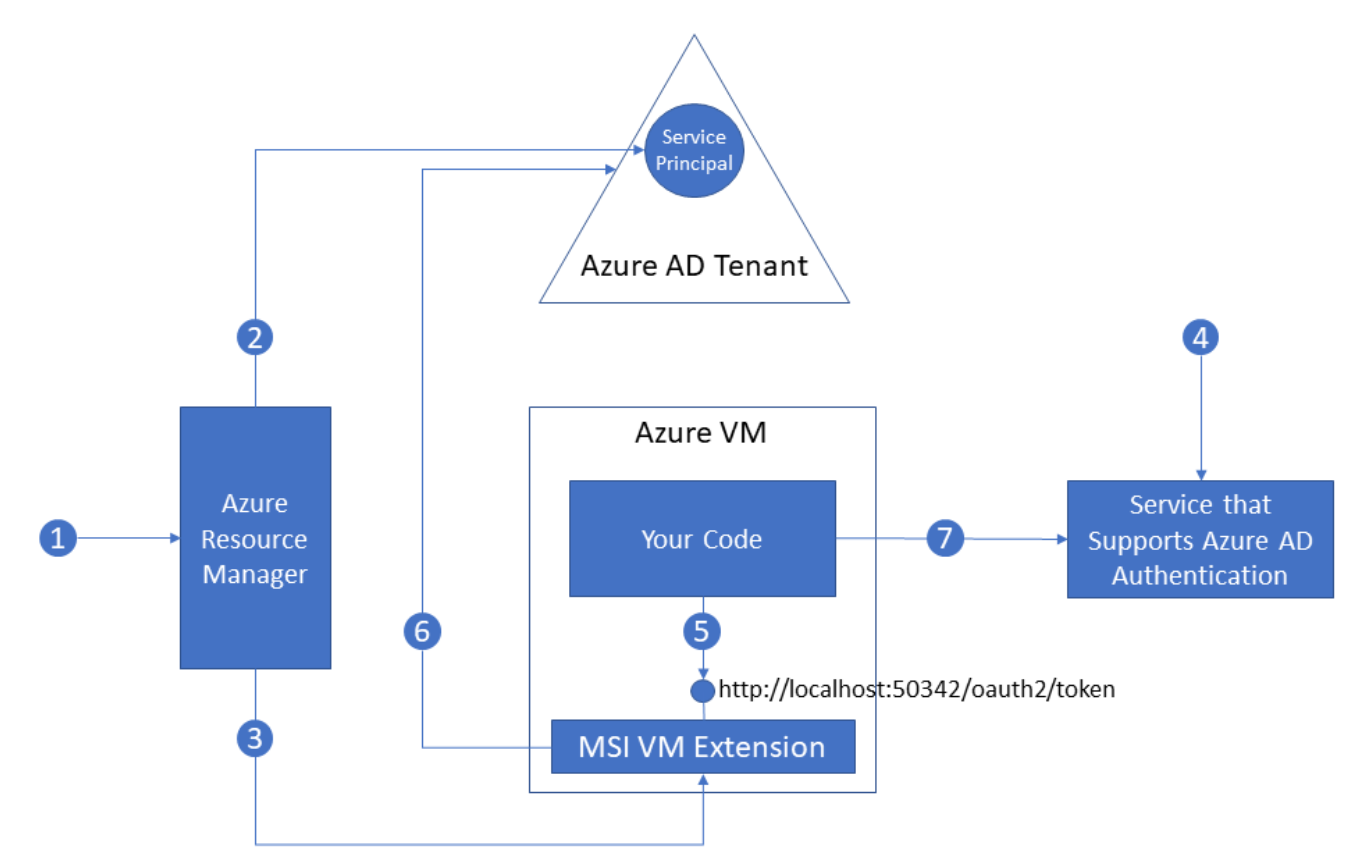 Service
Principal
Azure AD Tenant
2
4
Azure VM
Azure
Resource
Manager
1
Your Code
7
Service that
Supports Azure AD
Authentication
6
5
http://localhost:50342/oauth2/token
3
MSI VM Extension